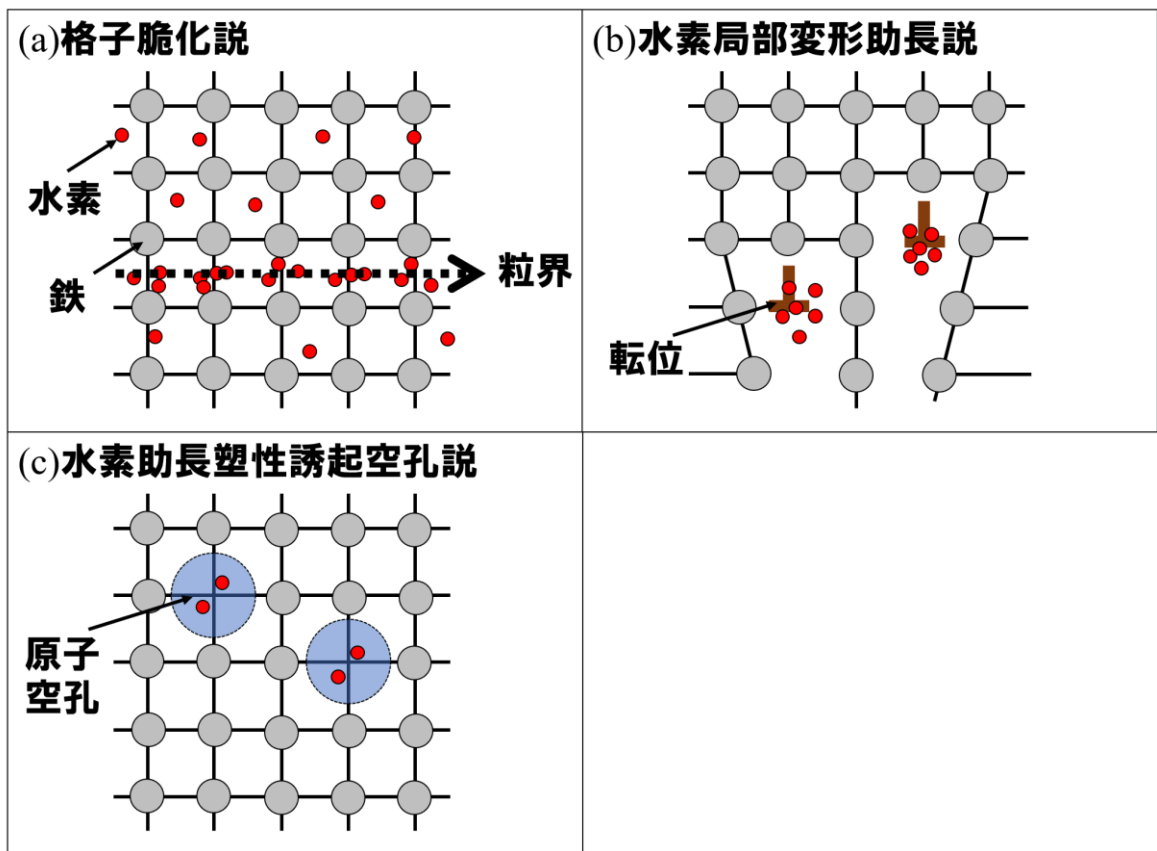 (a)格子脆化説
水素
鉄
粒界
(b)水素局部変形助長説
転位
(c)水素助長塑性誘起空孔説
原子
空孔